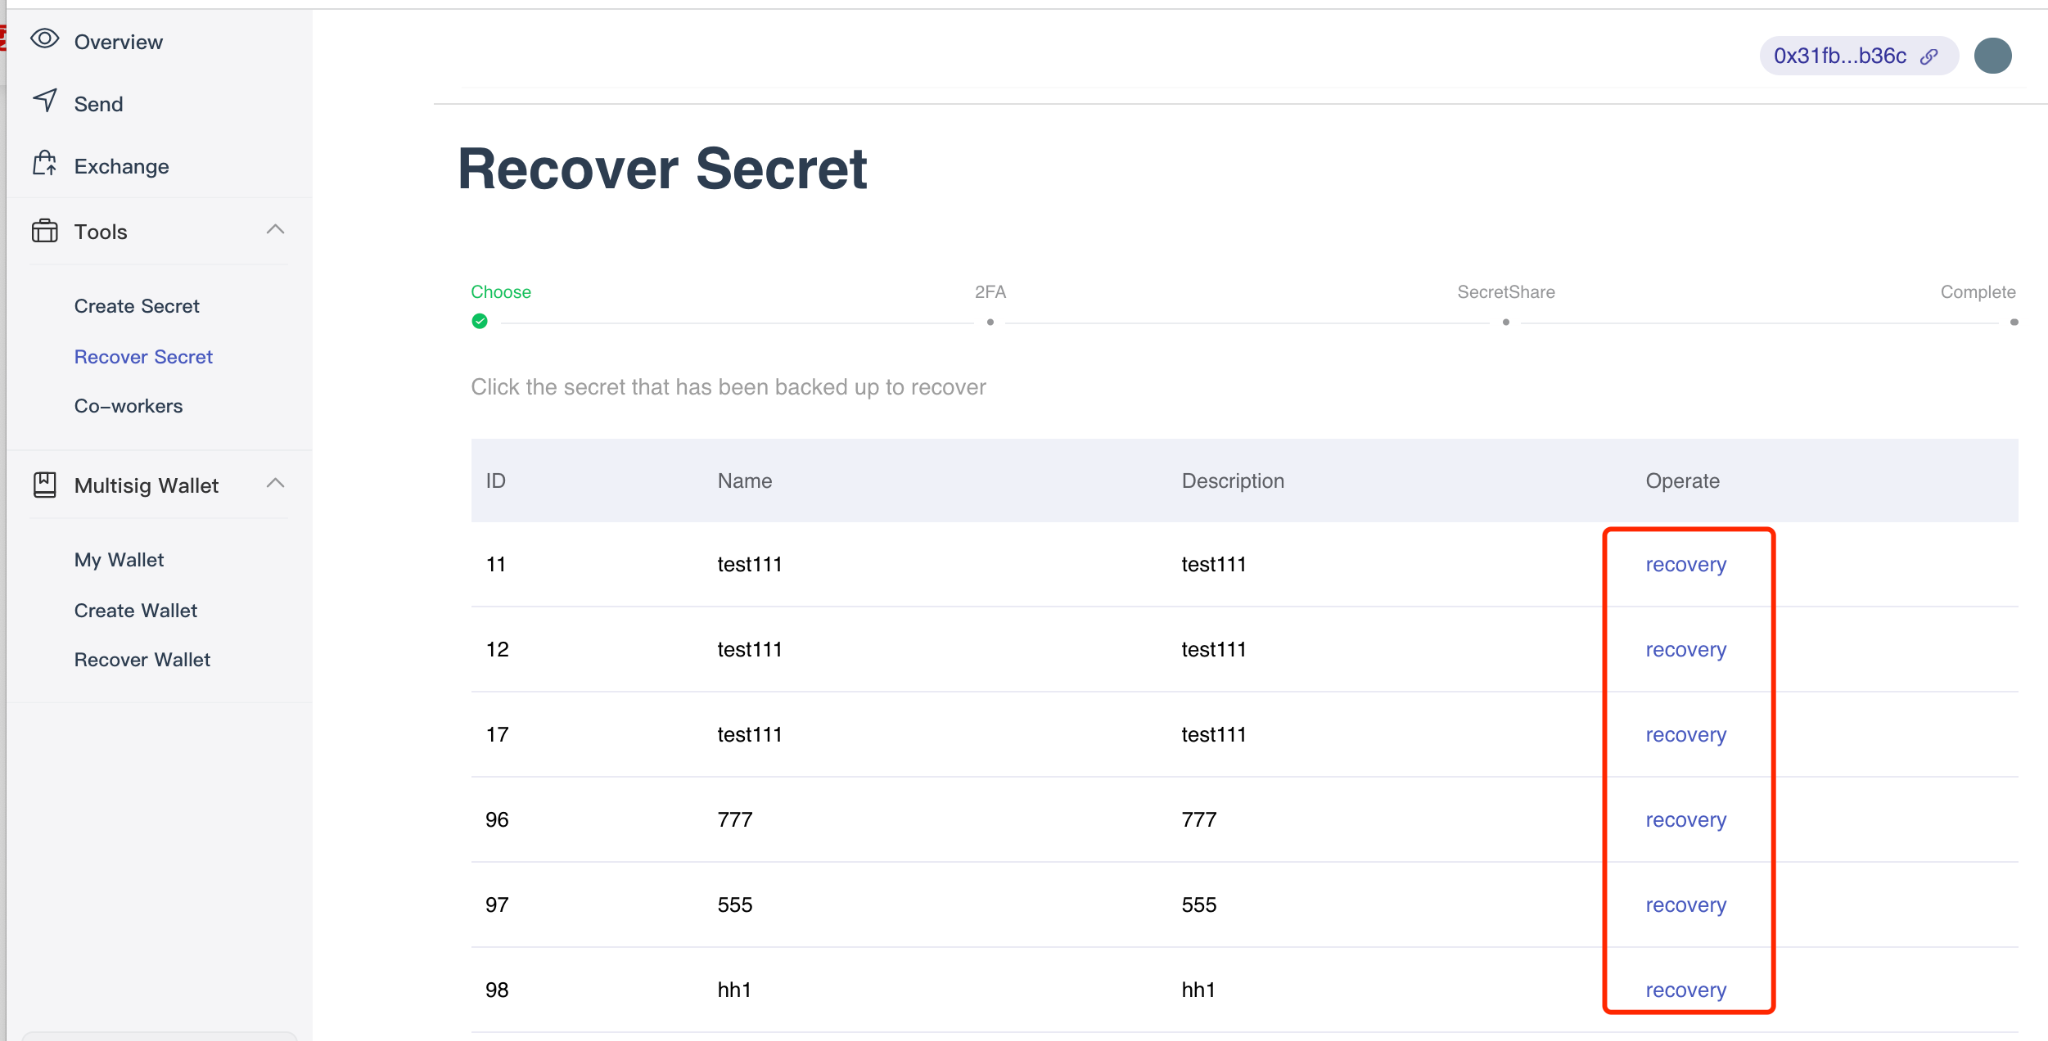 Overview
Send
Exchange
Tools
Create Secret
Recover Secret
Co-workers
Multisig Wallet
My Wallet
Create Wallet
Recover Wallet
0x31fb...b36c
Recover Secret
Choose 2FA SecretShare Complete
Click the secret that has been backed up to recover
ID Name Description Operate
11 test111 test111 recovery
12 test111 test111 recovery
17 test111 test111 recovery
96 777 777 recovery
97 555 555 recovery
98 hh1 hh1 recovery